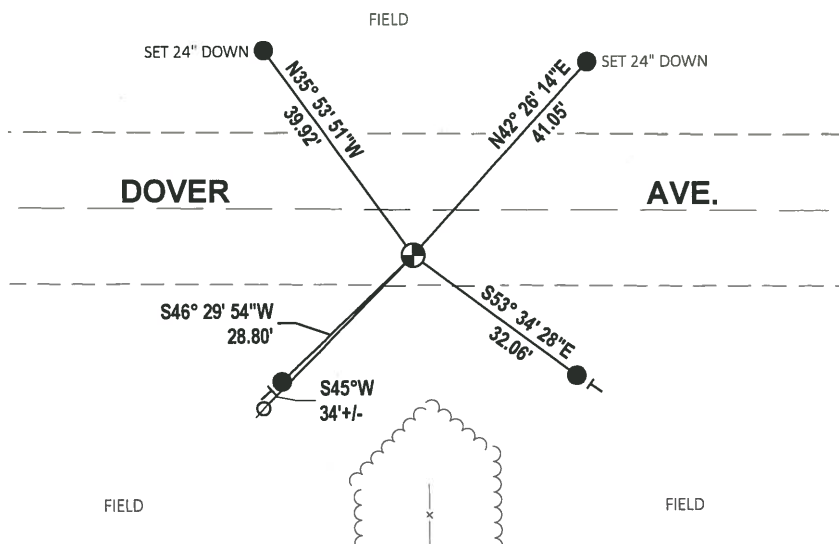 FIELD
SET 24" DOWN
SET 24" DOWN
N35° 53' 51"W
39.92'
N42° 26' 14"E
41.05'
DOVER
AVE.
S46° 29' 54"W
28.80'
S53° 34' 28"E
32.06'
S45°W
34'+/-
FIELD
FIELD